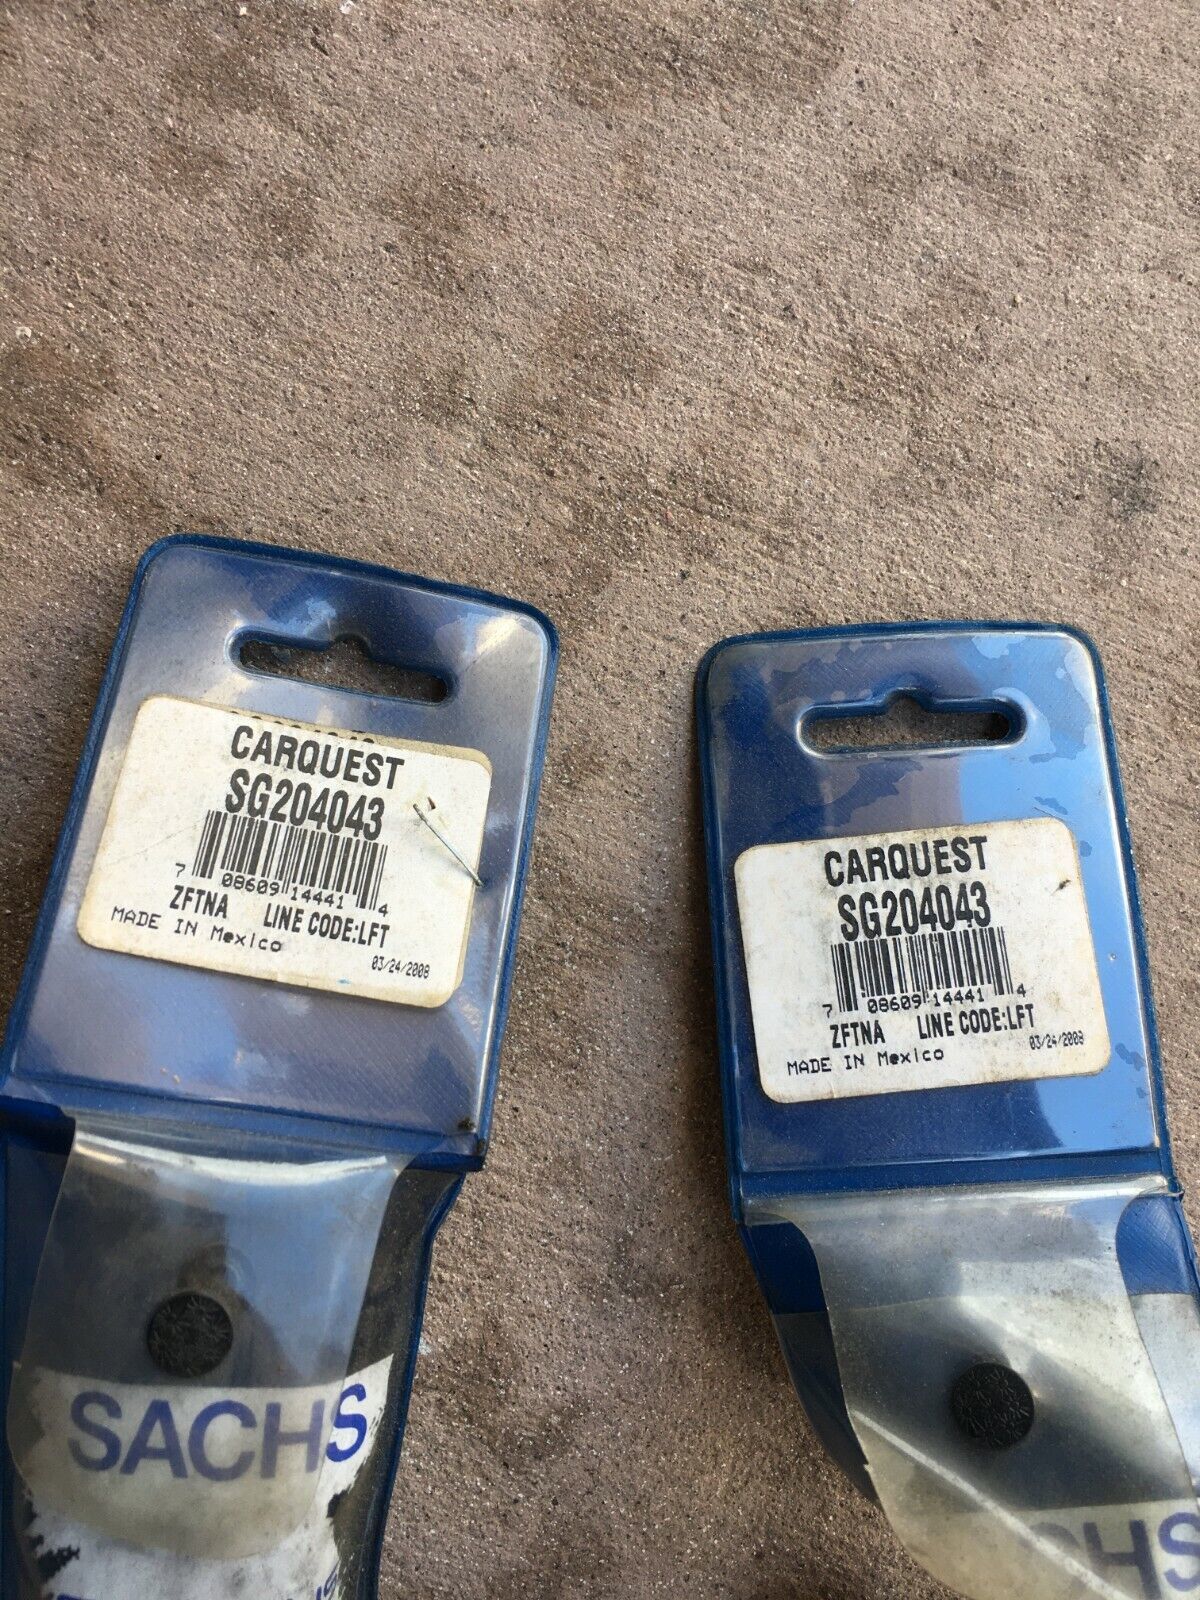 CARQUEST
SG204043
7 08609 14441 4
ZFTNA LINE CODE:LFT
MADE IN Mexico
03/24/2008
SACHS
CARQUEST
SG204043
7 08609 14441 4
ZFTNA LINE CODE:LFT
MADE IN Mexico
03/24/2008
CHS